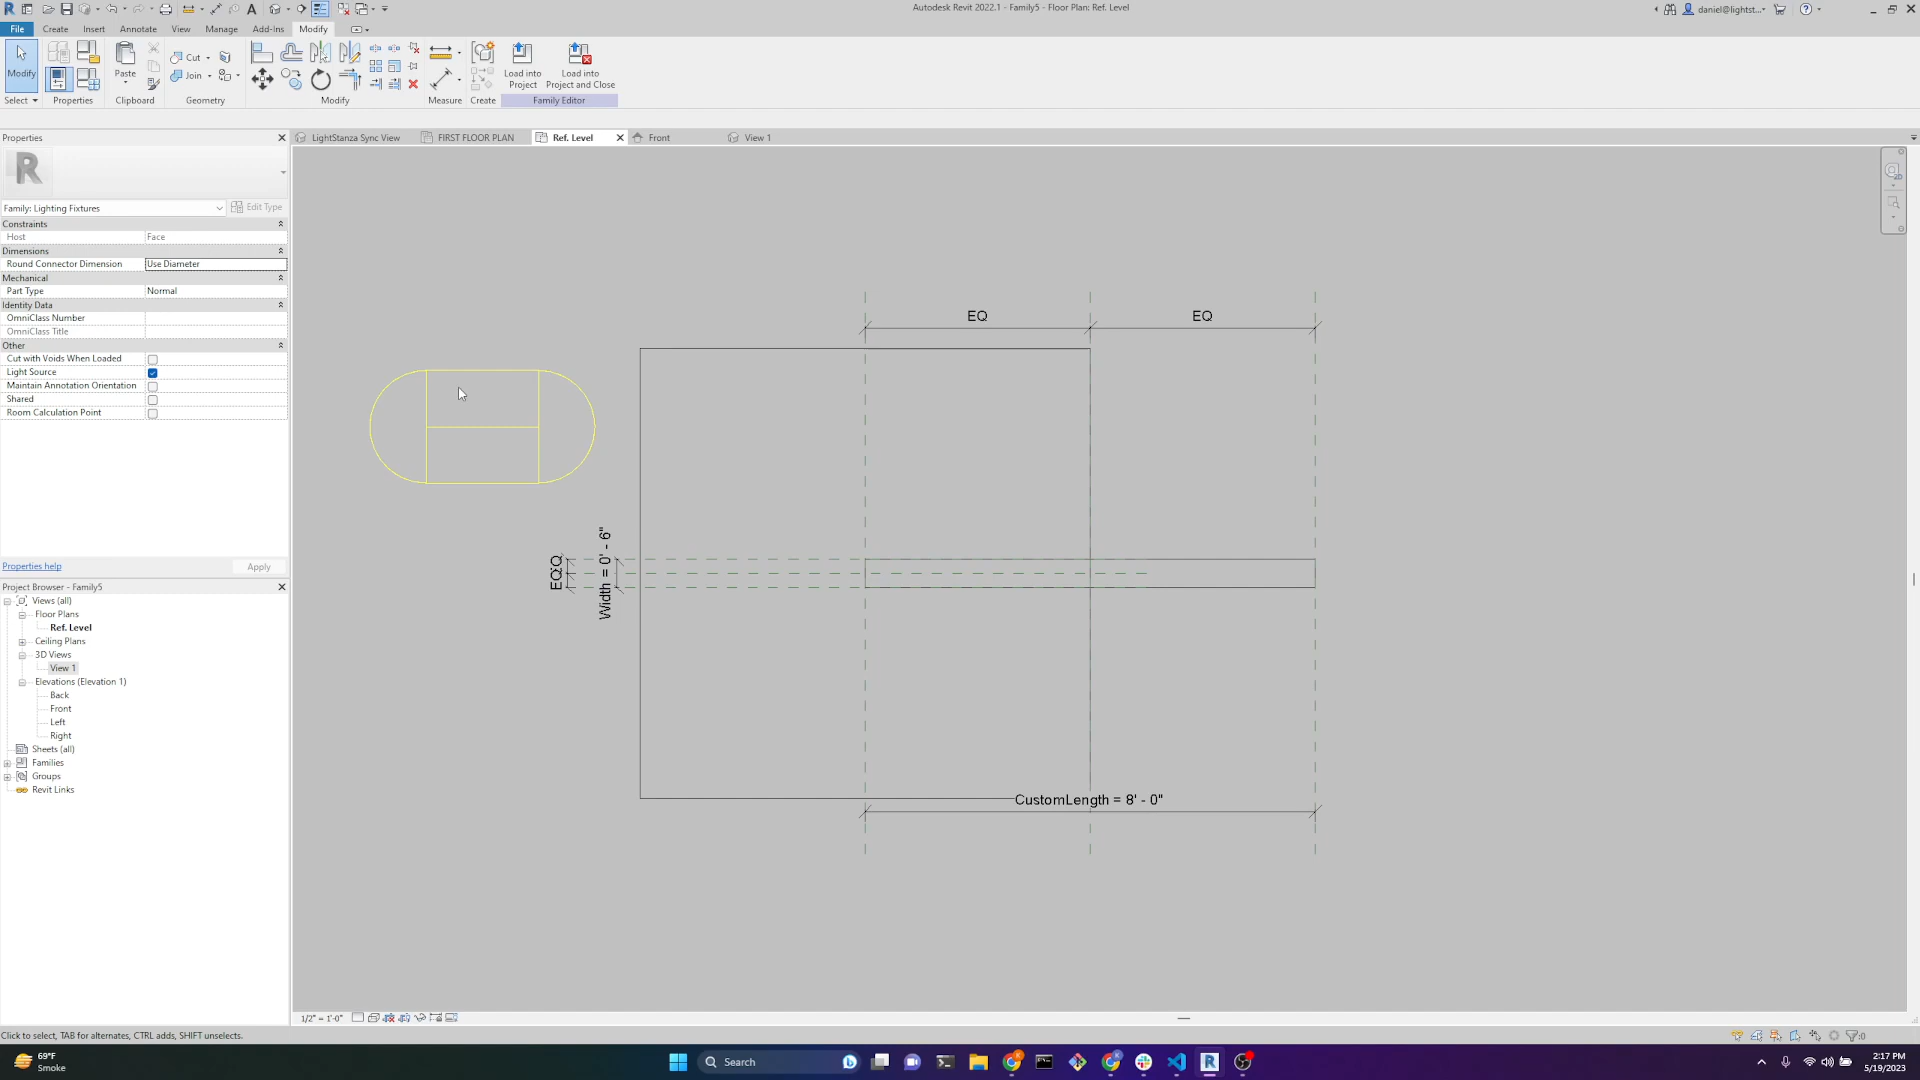 Autodesk Revit 2022.1 - Family5 - Floor Plan: Ref. Level
daniel@lightst...
File Create Insert Annotate View Manage Add-Ins Modify
Modify
Paste
Cut
Join
Load into Project
Load into Project and Close
Select Properties Clipboard Geometry Modify Measure Create Family Editor
Properties
LightStanza Sync View
FIRST FLOOR PLAN
Ref. Level
Front
View 1
Family: Lighting Fixtures
Edit Type
Constraints
Host Face
Dimensions
Round Connector Dimension Use Diameter
Mechanical
Part Type Normal
Identity Data
OmniClass Number
OmniClass Title
Other
Cut with Voids When Loaded
Light Source
Maintain Annotation Orientation
Shared
Room Calculation Point
Properties help
Apply
Project Browser - Family5
Views (all)
Floor Plans
Ref. Level
Ceiling Plans
3D Views
View 1
Elevations (Elevation 1)
Back
Front
Left
Right
Sheets (all)
Families
Groups
Revit Links
EQ EQ
EQ
Width = 0' - 6"
CustomLength = 8' - 0"
1/2" = 1'-0"
Click to select, TAB for alternates, CTRL adds, SHIFT unselects.
:0
69°F
Smoke
Search
2:17 PM
5/19/2023